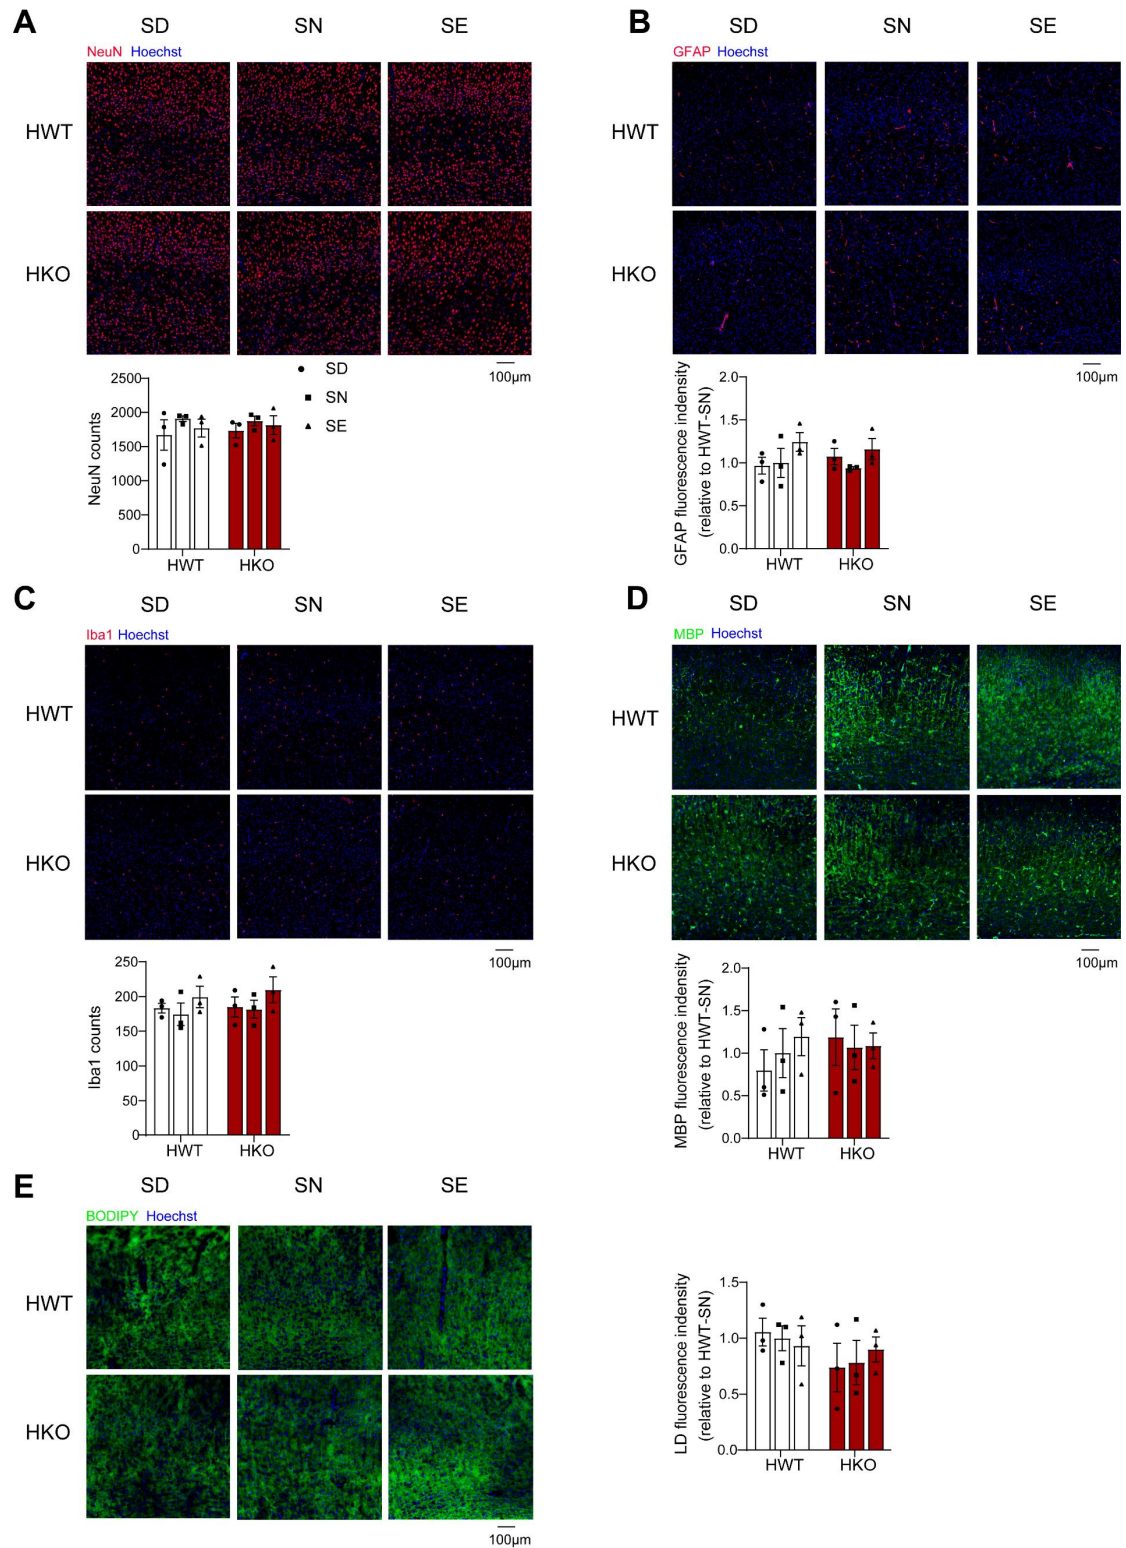 A
SD SN SE
NeuN Hoechst
HWT
HKO
100μm
SD
SN
SE
NeuN counts
2500
2000
1500
1000
500
0
HWT HKO
B
SD SN SE
GFAP Hoechst
HWT
HKO
100μm
GFAP fluorescence indensity
(relative to HWT-SN)
2.0
1.5
1.0
0.5
0.0
HWT HKO
C
SD SN SE
Iba1 Hoechst
HWT
HKO
100μm
Iba1 counts
250
200
150
100
50
0
HWT HKO
D
SD SN SE
MBP Hoechst
HWT
HKO
100μm
MBP fluorescence indensity
(relative to HWT-SN)
2.0
1.5
1.0
0.5
0.0
HWT HKO
E
SD SN SE
BODIPY Hoechst
HWT
HKO
100μm
LD fluorescence indensity
(relative to HWT-SN)
1.5
1.0
0.5
0.0
HWT HKO